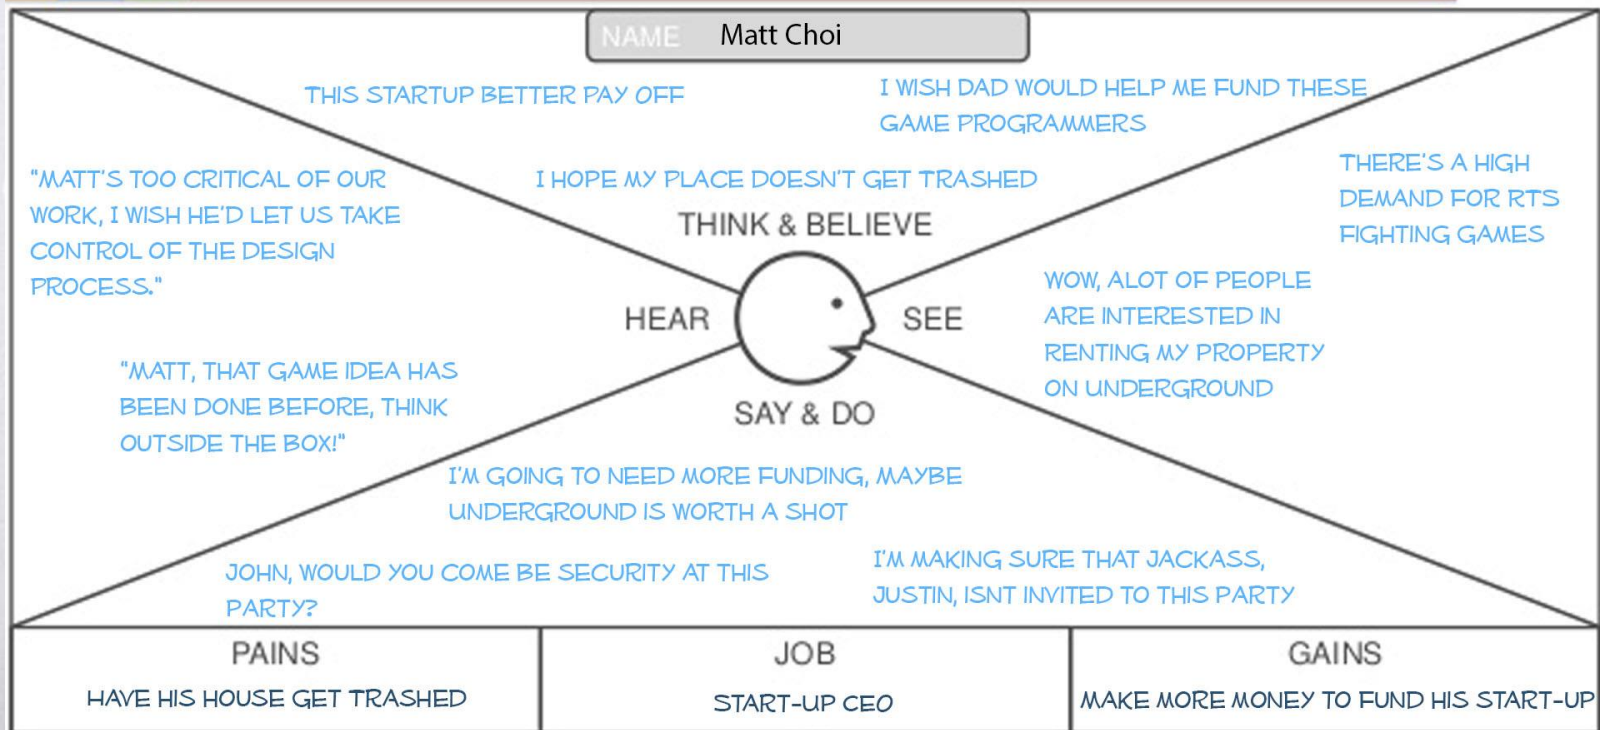 NAME Matt Choi
THIS STARTUP BETTER PAY OFF
I WISH DAD WOULD HELP ME FUND THESE
GAME PROGRAMMERS
I HOPE MY PLACE DOESN'T GET TRASHED
THINK & BELIEVE
"MATT'S TOO CRITICAL OF OUR
WORK, I WISH HE'D LET US TAKE
CONTROL OF THE DESIGN
PROCESS."
"MATT, THAT GAME IDEA HAS
BEEN DONE BEFORE, THINK
OUTSIDE THE BOX!"
HEAR
SEE
THERE'S A HIGH
DEMAND FOR RTS
FIGHTING GAMES
WOW, ALOT OF PEOPLE
ARE INTERESTED IN
RENTING MY PROPERTY
ON UNDERGROUND
SAY & DO
I'M GOING TO NEED MORE FUNDING, MAYBE
UNDERGROUND IS WORTH A SHOT
JOHN, WOULD YOU COME BE SECURITY AT THIS
PARTY?
I'M MAKING SURE THAT JACKASS,
JUSTIN, ISNT INVITED TO THIS PARTY
PAINS
HAVE HIS HOUSE GET TRASHED
JOB
START-UP CEO
GAINS
MAKE MORE MONEY TO FUND HIS START-UP